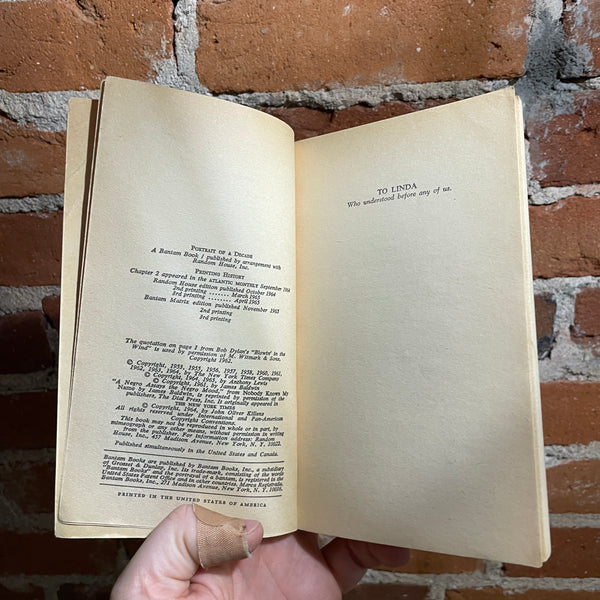 PORTRAIT OF A DECADE
A Bantam Book / published by arrangement with
Random House, Inc.
PRINTING HISTORY
Chapter 2 appeared in the ATLANTIC MONTHLY September 1964
Random House edition published October 1964
2nd printing ....... March 1965
3rd printing ........ April 1965
Bantam Matrix edition published November 1965
2nd printing
3rd printing
The quotation on page 1 from Bob Dylan's "Blowin' in the
Wind" is used by permission of M. Witmark & Sons,
Copyright 1962.
© Copyright, 1953, 1955, 1956, 1957, 1958, 1960, 1961,
1962, 1963, 1964, by The New York Times Company
© Copyright, 1964, 1965, by Anthony Lewis
© Copyright, 1961, by James Baldwin
"A Negro Assays the Negro Mood," from Nobody Knows My
Name by James Baldwin, is reprinted by permission of the
publishers, The Dial Press, Inc. It originally appeared in
THE NEW YORK TIMES
© Copyright, 1964, by John Oliver Killens
All rights reserved under International and Pan-American
Copyright Conventions.
This book may not be reproduced in whole or in part, by
mimeograph or any other means, without permission in writing
from the publisher. For information address: Random
House, Inc., 457 Madison Avenue, New York, N. Y. 10022.
Published simultaneously in the United States and Canada.
Bantam Books are published by Bantam Books, Inc., a subsidiary
of Grosset & Dunlap, Inc. Its trade-mark, consisting of the words
"Bantam Books" and the portrayal of a bantam, is registered in the
United States Patent Office and in other countries. Marca Registrada.
Bantam Books, Inc., 271 Madison Avenue, New York, N. Y. 10016
PRINTED IN THE UNITED STATES OF AMERICA
TO LINDA
Who understood before any of us.